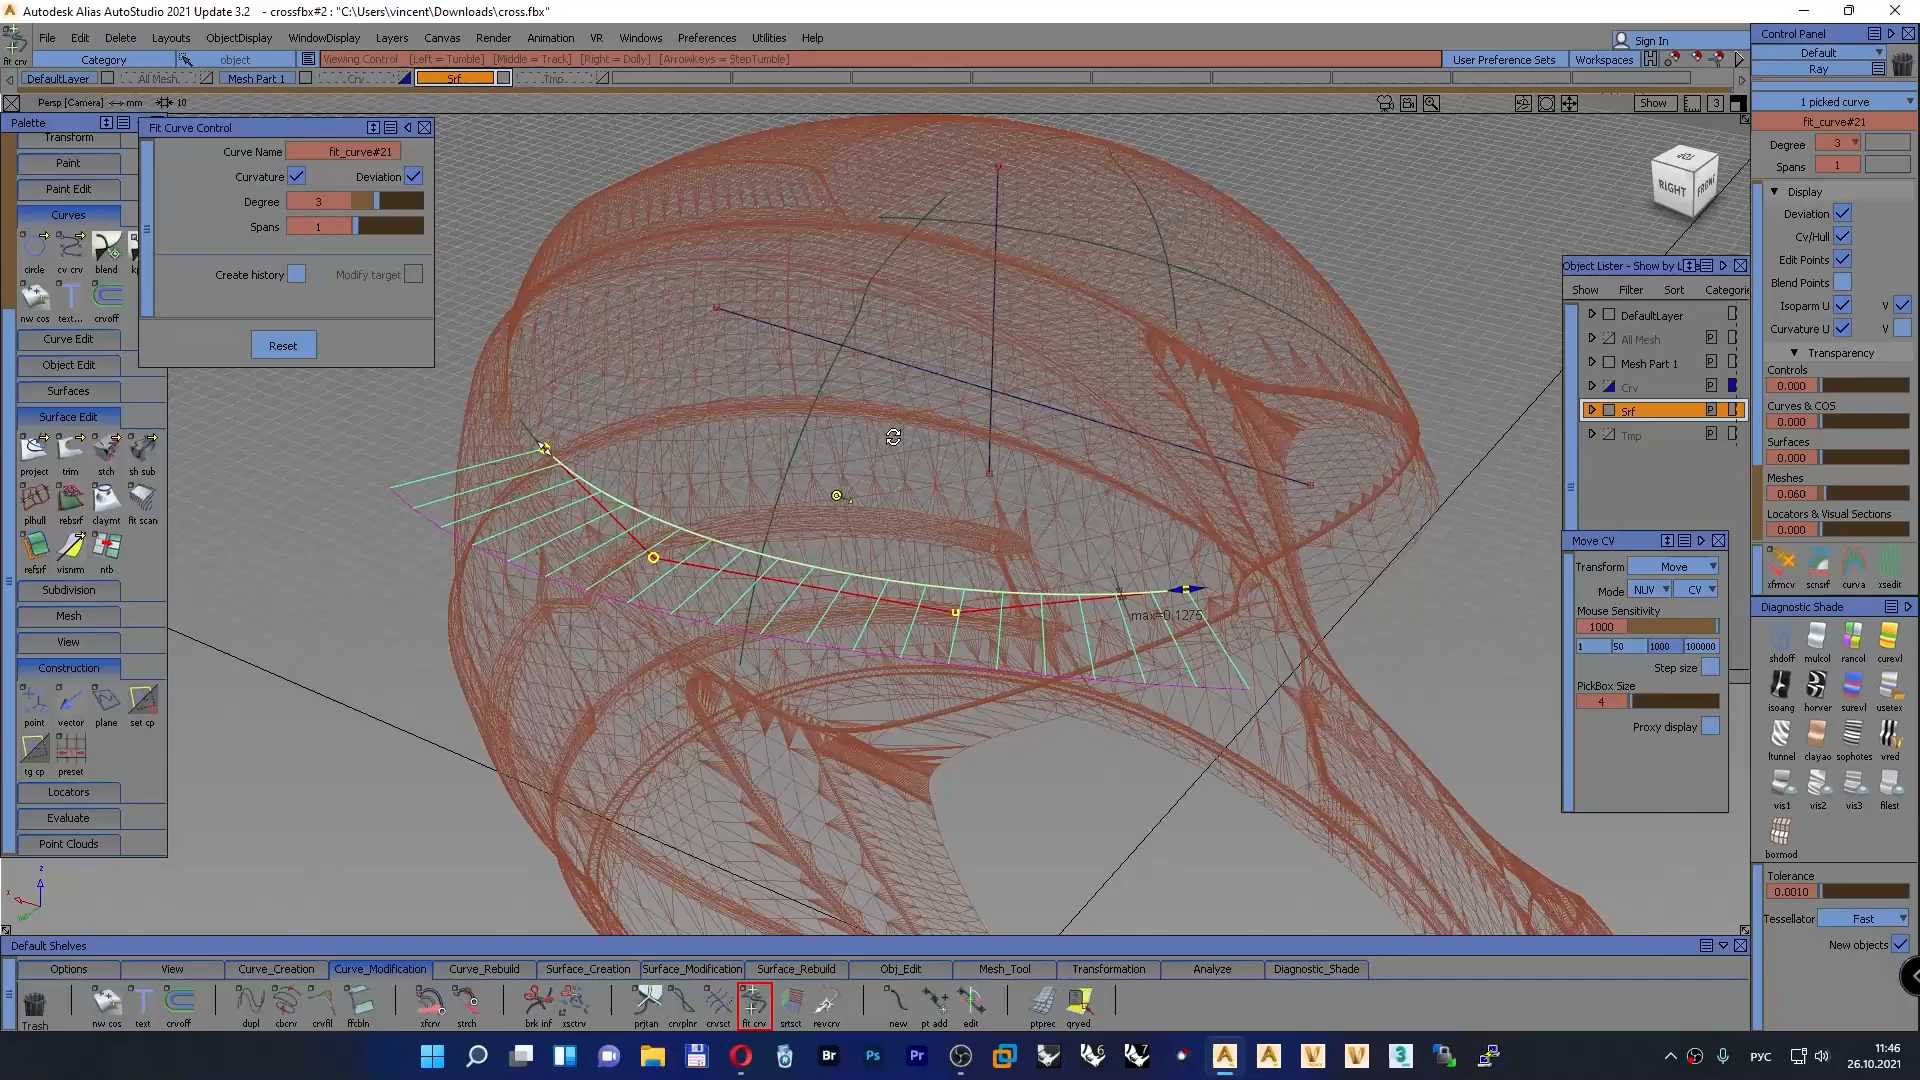 Autodesk Alias AutoStudio 2021 Update 3.2 - crossfbx#2 : "C:\Users\vincent\Downloads\cross.fbx"
File Edit Delete Layouts ObjectDisplay WindowDisplay Layers Canvas Render Animation VR Windows Preferences Utilities Help
Sign In
fit crv
Category object Viewing Control [Left = Tumble] [Middle = Track] [Right = Dolly] [ArrowKeys = StepTumble] User Preference Sets Workspaces
DefaultLayer All Mesh Mesh Part 1 Crv Srf Tmp
Persp [Camera] mm 10 Show 3
Control Panel
Default
Ray
1 picked curve
fit_curve#21
Degree 3
Spans 1
Display
Deviation
Cv/Hull
Edit Points
Blend Points
Isoparm U V
Curvature U V
Transparency
Controls
0.000
Curves & COS
0.000
Surfaces
0.000
Meshes
0.060
Locators & Visual Sections
0.000
xfrmcv scnsrf curva xsedit
Diagnostic Shade
shdoff mulcol rancol curevl
isoang horver surevl usetex
ltunnel clayao sophotes vred
vis1 vis2 vis3 filest
boxmod
Tolerance
0.0010
Tessellator Fast
New objects
Palette
Transform
Paint
Paint Edit
Curves
circle cv crv blend
nw cos text... crvoff
Curve Edit
Object Edit
Surfaces
Surface Edit
project trim stch sh sub
plhull rebsrf claymt fit scan
refsrf visnrm ntb
Subdivision
Mesh
View
Construction
point vector plane set cp
tg cp preset
Locators
Evaluate
Point Clouds
Fit Curve Control
Curve Name fit_curve#21
Curvature Deviation
Degree 3
Spans 1
Create history Modify target
Reset
RIGHT FRONT TOP
max=0.1275
Object Lister - Show by L
Show Filter Sort Categorie
DefaultLayer
All Mesh P
Mesh Part 1 P
Crv P
Srf P
Tmp P
Move CV
Transform Move
Mode NUV CV
Mouse Sensitivity
1000
1 50 1000 100000
Step size
PickBox Size
4
Proxy display
z
x
Default Shelves
Options View Curve_Creation Curve_Modification Curve_Rebuild Surface_Creation Surface_Modification Surface_Rebuild Obj_Edit Mesh_Tool Transformation Analyze Diagnostic_Shade
Trash nw cos text crvoff dupl cbcrv crvfil ffcbln xfcrv strch brk inf xsctrv prjtan crvplnr crvsct fit crv srtsct revcrv new pt add edit ptprec qryed
Br Ps Pr 6 7 3 РУС
11:46
26.10.2021